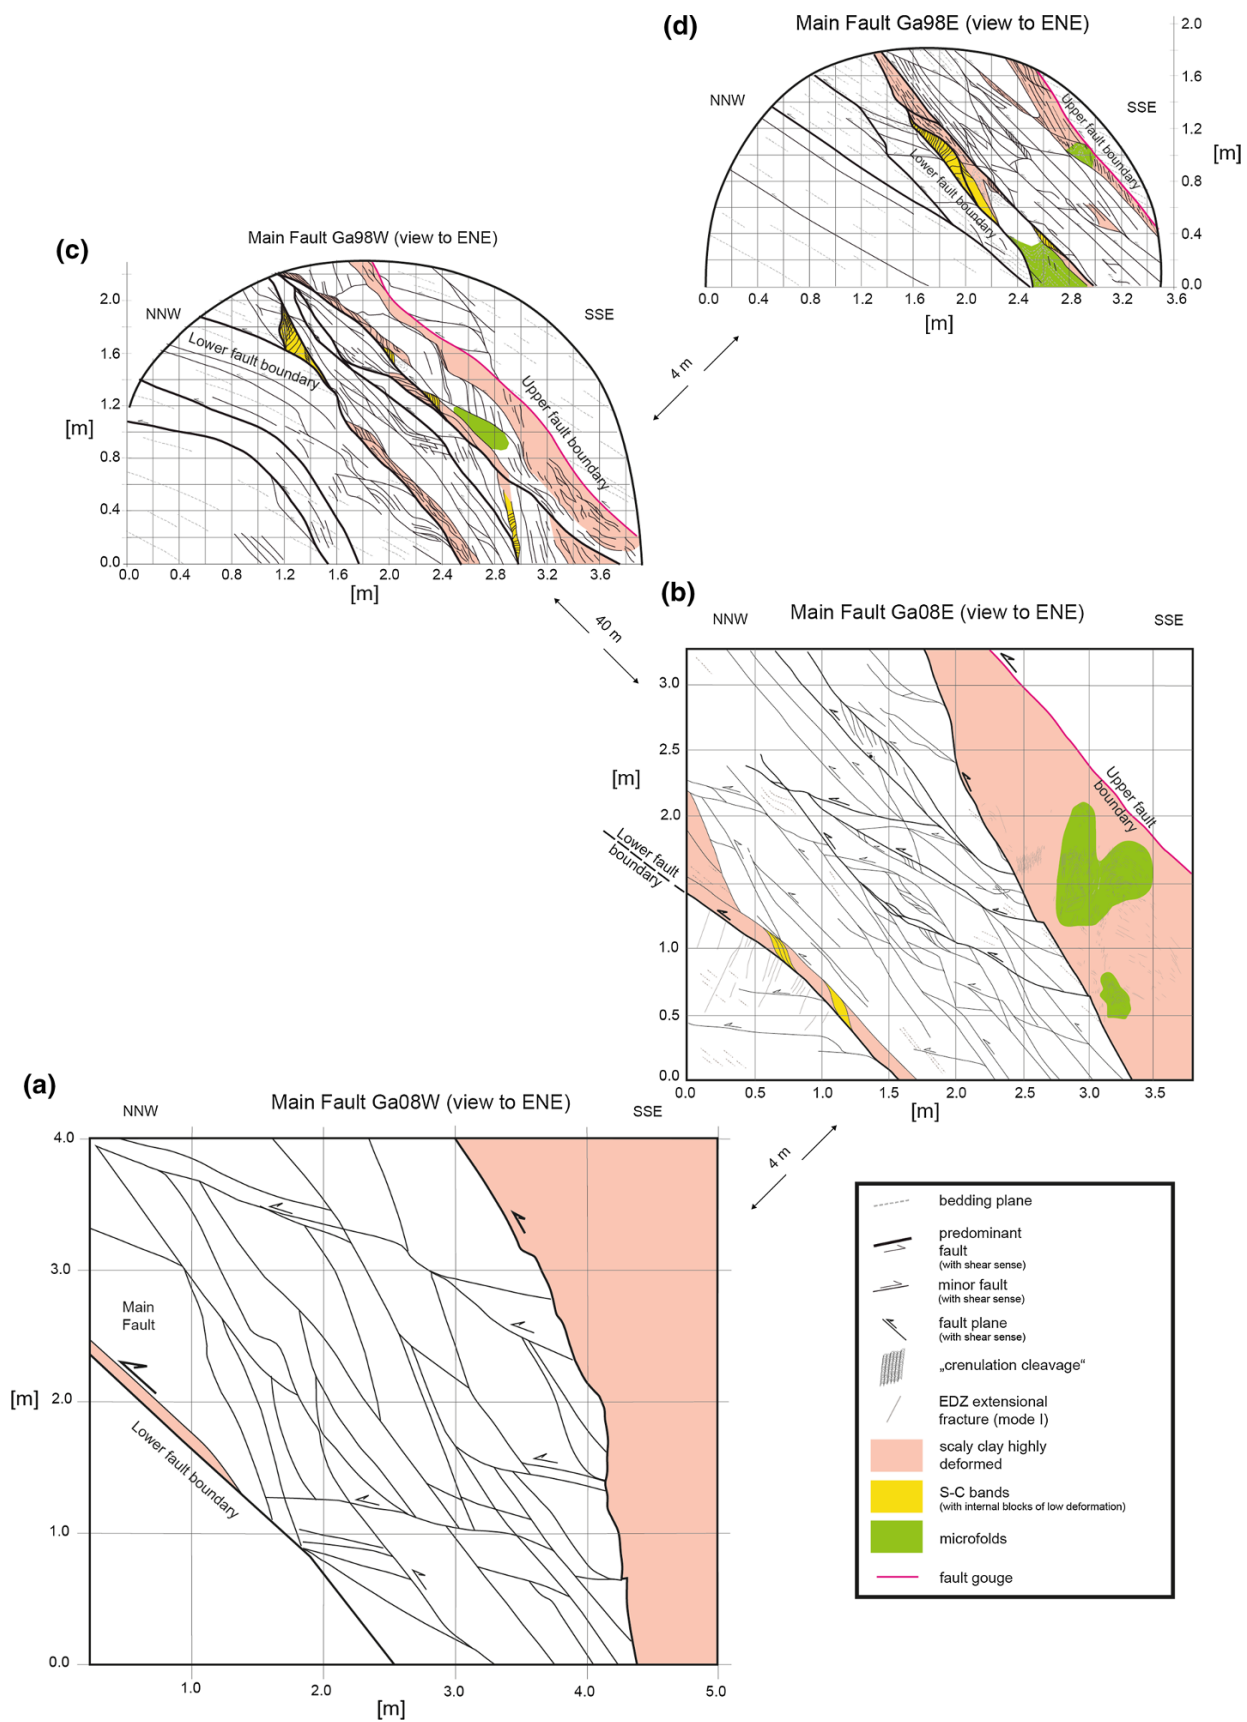 (d)
Main Fault Ga98E (view to ENE)
NNW
SSE
Upper fault boundary
Lower fault boundary
2.0
1.6
1.2
0.8
0.4
0.0
[m]
0.0 0.4 0.8 1.2 1.6 2.0 2.4 2.8 3.2 3.6
[m]
4 m
(c)
Main Fault Ga98W (view to ENE)
NNW
SSE
Lower fault boundary
Upper fault boundary
2.0
1.6
1.2
0.8
0.4
0.0
[m]
0.0 0.4 0.8 1.2 1.6 2.0 2.4 2.8 3.2 3.6
[m]
40 m
(b)
Main Fault Ga08E (view to ENE)
NNW
SSE
Upper fault
boundary
Lower fault
boundary
3.0
2.5
2.0
1.0
0.5
0.0
[m]
0.0 0.5 1.0 1.5 2.0 2.5 3.0 3.5
[m]
4 m
(a)
Main Fault Ga08W (view to ENE)
NNW
SSE
Main
Fault
Lower fault boundary
4.0
3.0
2.0
1.0
0.0
[m]
1.0 2.0 3.0 4.0 5.0
[m]
bedding plane
predominant
fault
(with shear sense)
minor fault
(with shear sense)
fault plane
(with shear sense)
„crenulation cleavage“
EDZ extensional
fracture (mode I)
scaly clay highly
deformed
S-C bands
(with internal blocks of low deformation)
microfolds
fault gouge